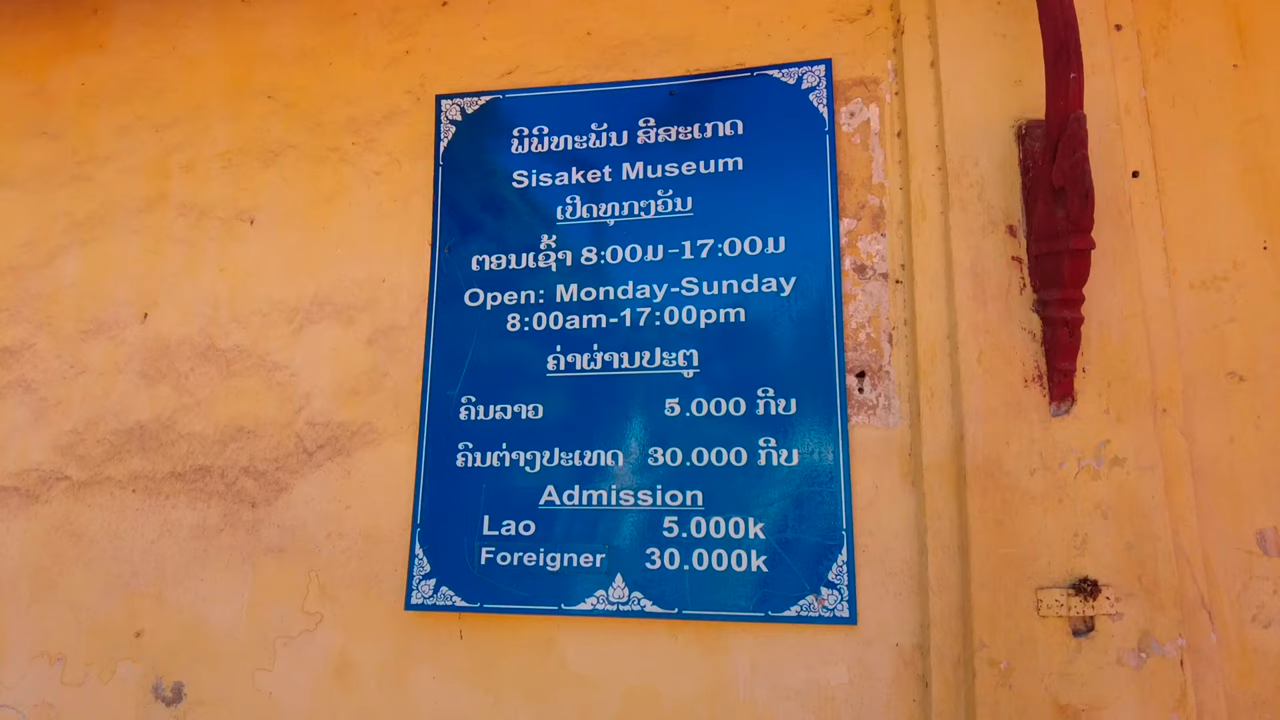 ພິພິທະພັນ ສີສະເກດ
Sisaket Museum
ເປີດທຸກໆວັນ
ຕອນເຊົ້າ 8:00ມ-17:00ມ
Open: Monday-Sunday
8:00am-17:00pm
ຄ່າຜ່ານປະຕູ
ຄົນລາວ 5.000 ກີບ
ຄົນຕ່າງປະເທດ 30.000 ກີບ
Admission
Lao 5.000k
Foreigner 30.000k